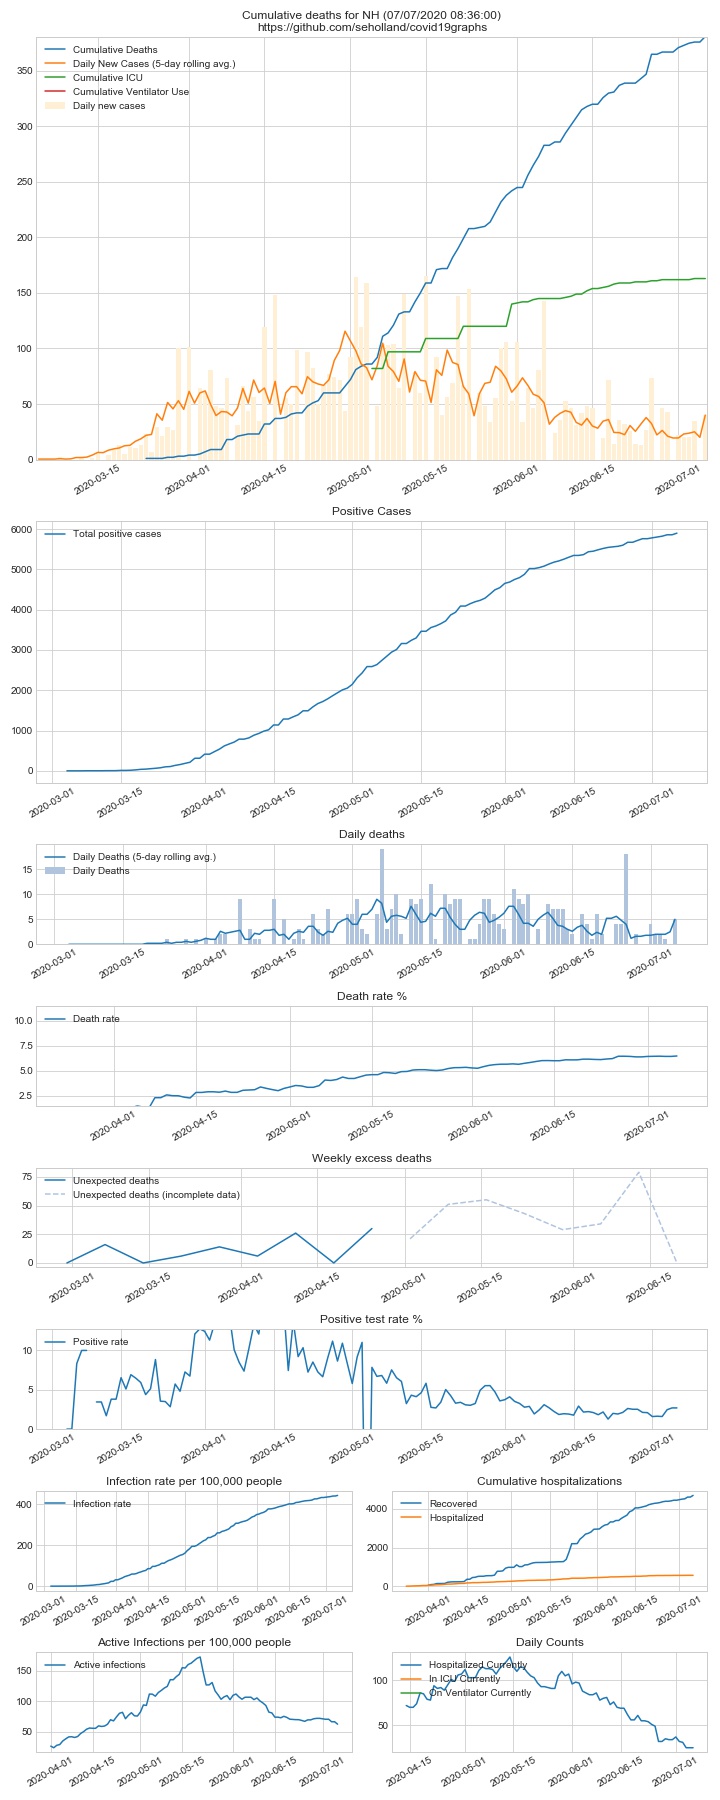 Cumulative deaths for NH (07/07/2020 08:36:00)
https://github.com/seholland/covid19graphs
Cumulative Deaths
Daily New Cases (5-day rolling avg.)
Cumulative ICU
Cumulative Ventilator Use
Daily new cases
350
300
250
200
150
100
50
0
2020-03-15 2020-04-01 2020-04-15 2020-05-01 2020-05-15 2020-06-01 2020-06-15 2020-07-01
Positive Cases
Total positive cases
6000
5000
4000
3000
2000
1000
0
2020-03-01 2020-03-15 2020-04-01 2020-04-15 2020-05-01 2020-05-15 2020-06-01 2020-06-15 2020-07-01
Daily deaths
Daily Deaths (5-day rolling avg.)
Daily Deaths
15
10
5
0
2020-03-01 2020-03-15 2020-04-01 2020-04-15 2020-05-01 2020-05-15 2020-06-01 2020-06-15 2020-07-01
Death rate %
Death rate
10.0
7.5
5.0
2.5
2020-04-01 2020-04-15 2020-05-01 2020-05-15 2020-06-01 2020-06-15 2020-07-01
Weekly excess deaths
Unexpected deaths
Unexpected deaths (incomplete data)
75
50
25
0
2020-03-01 2020-03-15 2020-04-01 2020-04-15 2020-05-01 2020-05-15 2020-06-01 2020-06-15
Positive test rate %
Positive rate
10
5
0
2020-03-01 2020-03-15 2020-04-01 2020-04-15 2020-05-01 2020-05-15 2020-06-01 2020-06-15 2020-07-01
Infection rate per 100,000 people
Infection rate
400
200
0
2020-03-01 2020-03-15 2020-04-01 2020-04-15 2020-05-01 2020-05-15 2020-06-01 2020-06-15 2020-07-01
Cumulative hospitalizations
Recovered
Hospitalized
4000
2000
0
2020-04-01 2020-04-15 2020-05-01 2020-05-15 2020-06-01 2020-06-15 2020-07-01
Active Infections per 100,000 people
Active infections
150
100
50
2020-04-01 2020-04-15 2020-05-01 2020-05-15 2020-06-01 2020-06-15 2020-07-01
Daily Counts
Hospitalized Currently
In ICU Currently
On Ventilator Currently
100
50
2020-04-15 2020-05-01 2020-05-15 2020-06-01 2020-06-15 2020-07-01